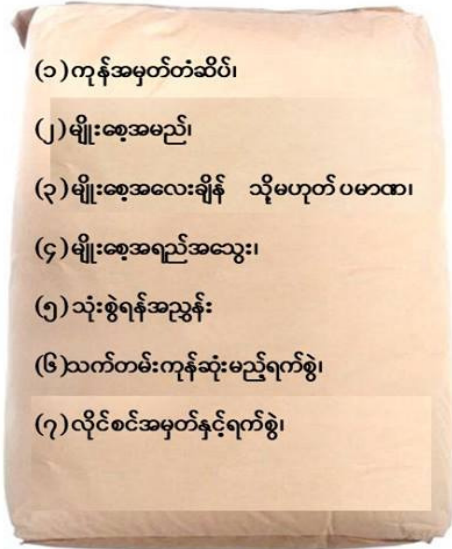 (၁)ကုန်အမှတ်တံဆိပ်၊
(၂)မျိုးစေ့အမည်၊
(၃)မျိုးစေ့အလေးချိန် သို့မဟုတ် ပမာဏ၊
(၄)မျိုးစေ့အရည်အသွေး၊
(၅)သုံးစွဲရန်အညွှန်း
(၆)သက်တမ်းကုန်ဆုံးမည့်ရက်စွဲ၊
(၇)လိုင်စင်အမှတ်နှင့်ရက်စွဲ၊